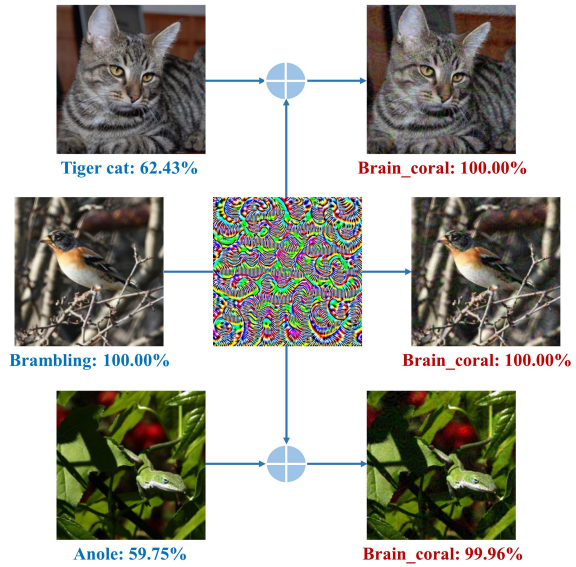 Tiger cat: 62.43%
Brain_coral: 100.00%
Brambling: 100.00%
Brain_coral: 100.00%
Anole: 59.75%
Brain_coral: 99.96%